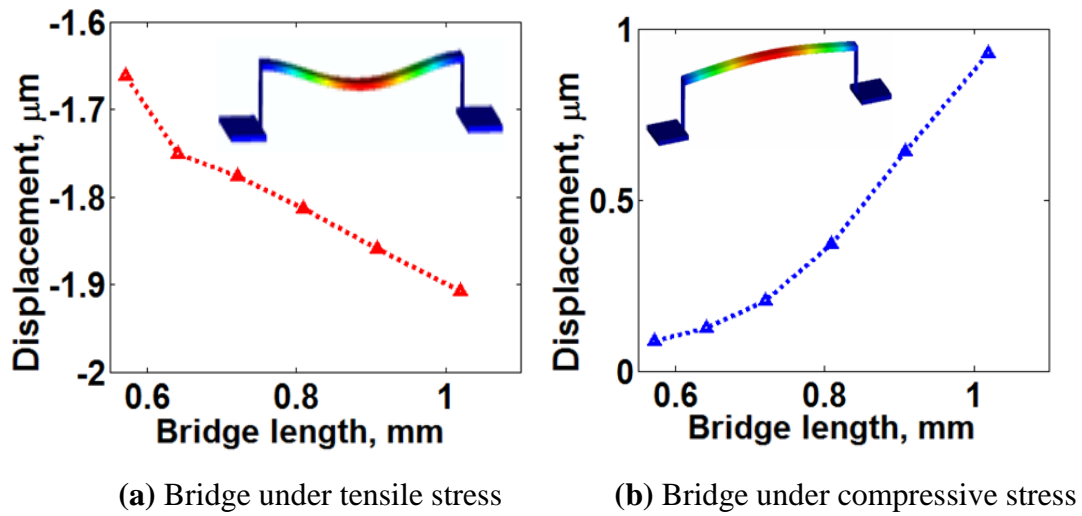 -1.6
-1.7
-1.8
-1.9
-2
0.6 0.8 1
Displacement, μm
Bridge length, mm
1
0.5
0
0.6 0.8 1
Displacement, μm
Bridge length, mm
(a) Bridge under tensile stress
(b) Bridge under compressive stress